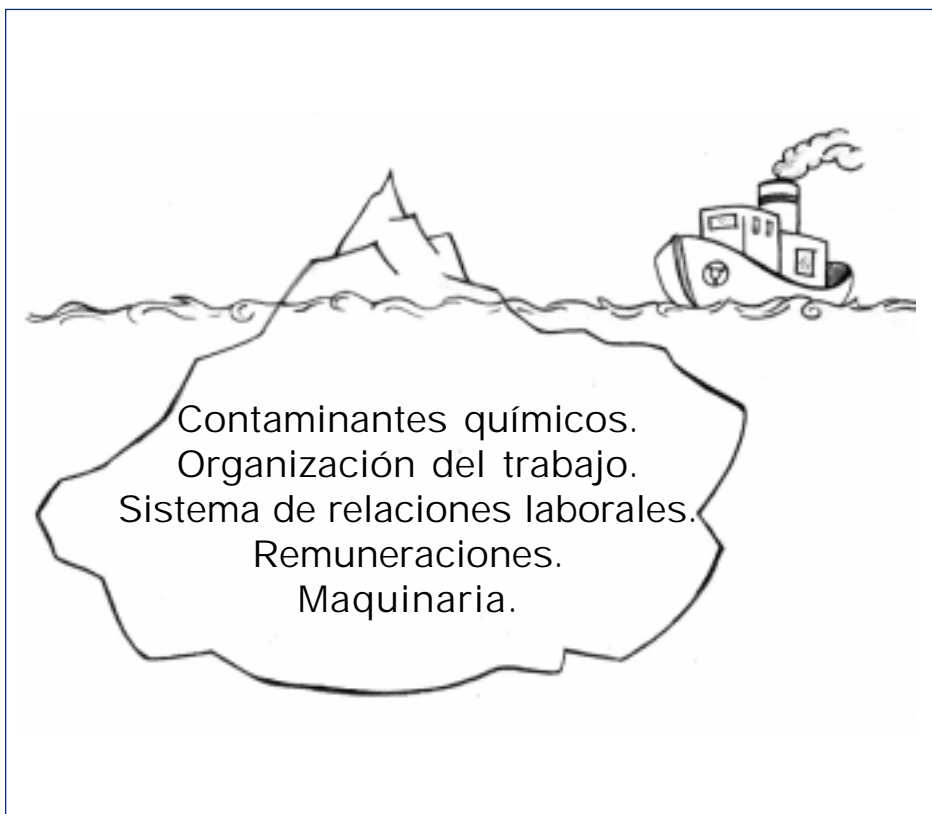 Contaminantes químicos.
Organización del trabajo.
Sistema de relaciones laborales.
Remuneraciones.
Maquinaria.